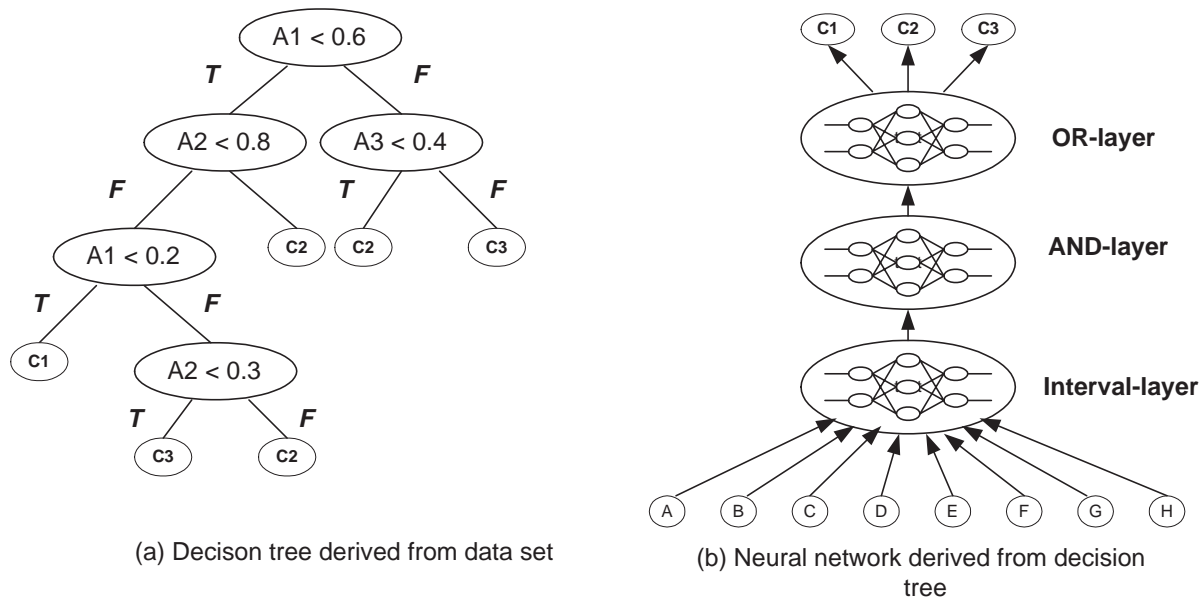 A1 < 0.6
T
F
A2 < 0.8
A3 < 0.4
F
T
F
A1 < 0.2
C2
C2
C3
T
F
C1
A2 < 0.3
T
F
C3
C2
(a) Decison tree derived from data set
C1
C2
C3
OR-layer
AND-layer
Interval-layer
A
B
C
D
E
F
G
H
(b) Neural network derived from decision
tree